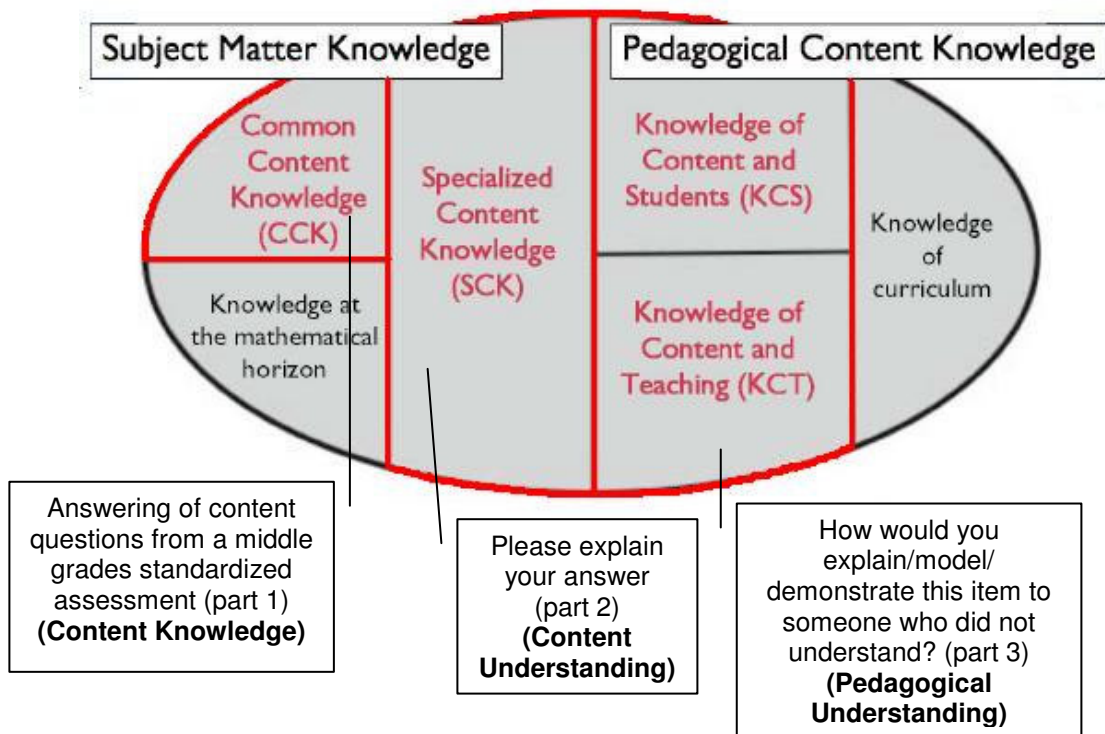 Subject Matter Knowledge
Pedagogical Content Knowledge
Common
Content
Knowledge
(CCK)
Knowledge at
the mathematical
horizon
Specialized
Content
Knowledge
(SCK)
Knowledge of
Content and
Students (KCS)
Knowledge of
Content and
Teaching (KCT)
Knowledge
of
curriculum
Answering of content
questions from a middle
grades standardized
assessment (part 1)
(Content Knowledge)
Please explain
your answer
(part 2)
(Content
Understanding)
How would you
explain/model/
demonstrate this item to
someone who did not
understand? (part 3)
(Pedagogical
Understanding)